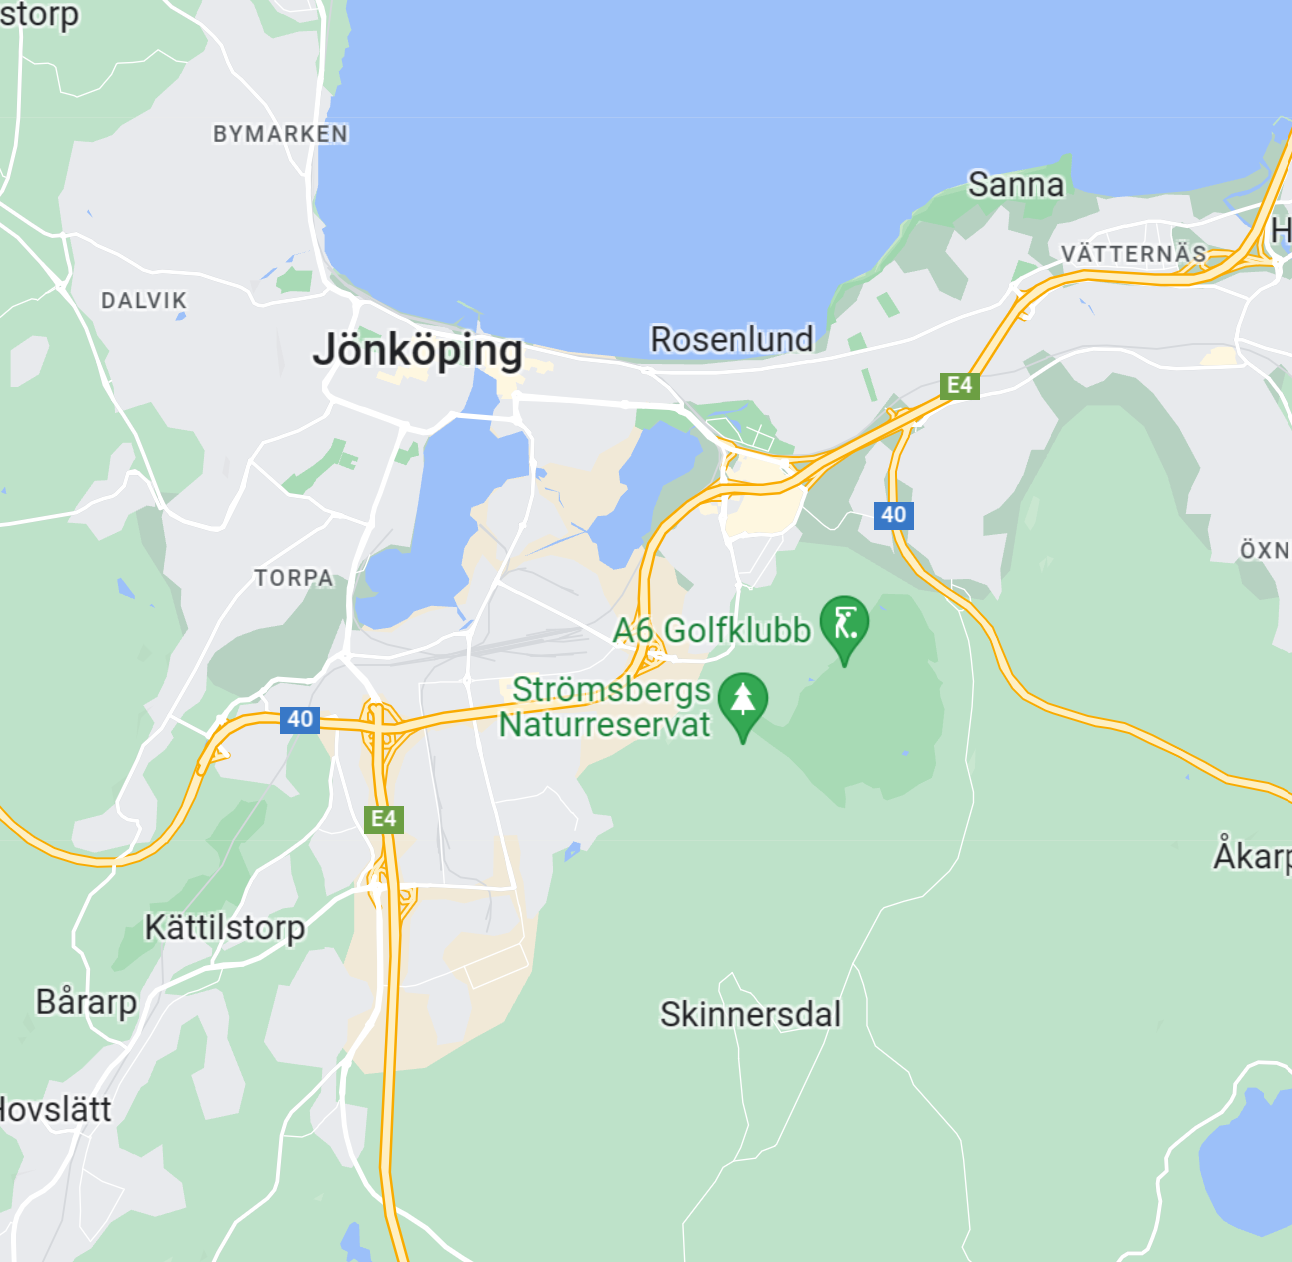 storp
BYMARKEN
Sanna
H
VÄTTERNÄS
DALVIK
Jönköping
Rosenlund
E4
40
ÖXN
TORPA
A6 Golfklubb
Strömsbergs
Naturreservat
40
E4
Åkarp
Kättilstorp
Bårarp
Skinnersdal
Hovslätt